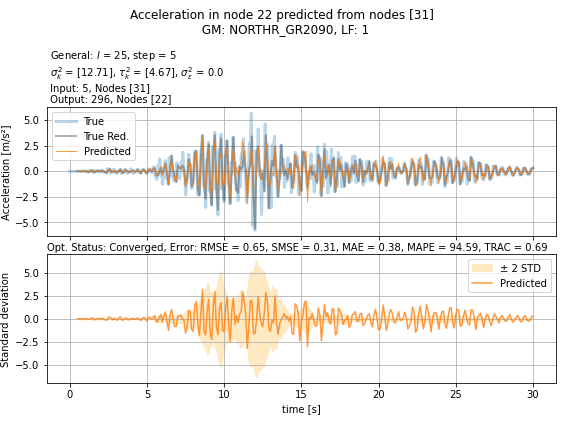 Acceleration in node 22 predicted from nodes [31]
GM: NORTHR_GR2090, LF: 1
General: l = 25, step = 5
σ²ₖ = [12.71], τ²ₖ = [4.67], σ²_ε = 0.0
Input: 5, Nodes [31]
Output: 296, Nodes [22]
Acceleration [m/s²]
5.0
2.5
0.0
−2.5
−5.0
True
True Red.
Predicted
Opt. Status: Converged, Error: RMSE = 0.65, SMSE = 0.31, MAE = 0.38, MAPE = 94.59, TRAC = 0.69
Standard deviation
5.0
2.5
0.0
−2.5
−5.0
± 2 STD
Predicted
0 5 10 15 20 25 30
time [s]